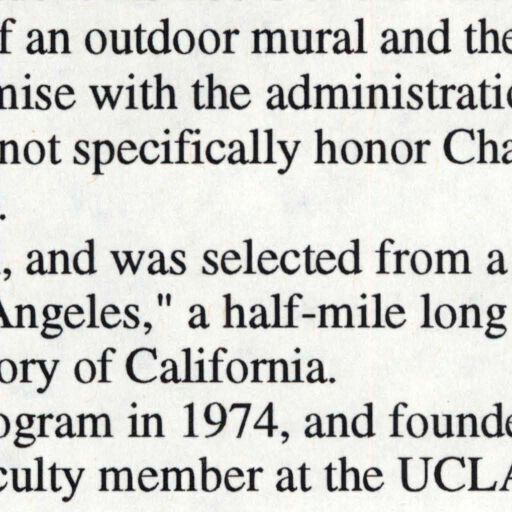 f an outdoor mural and the
mise with the administratio
not specifically honor Cha
.
., and was selected from a
Angeles," a half-mile long
ory of California.
ogram in 1974, and founde
culty member at the UCLA